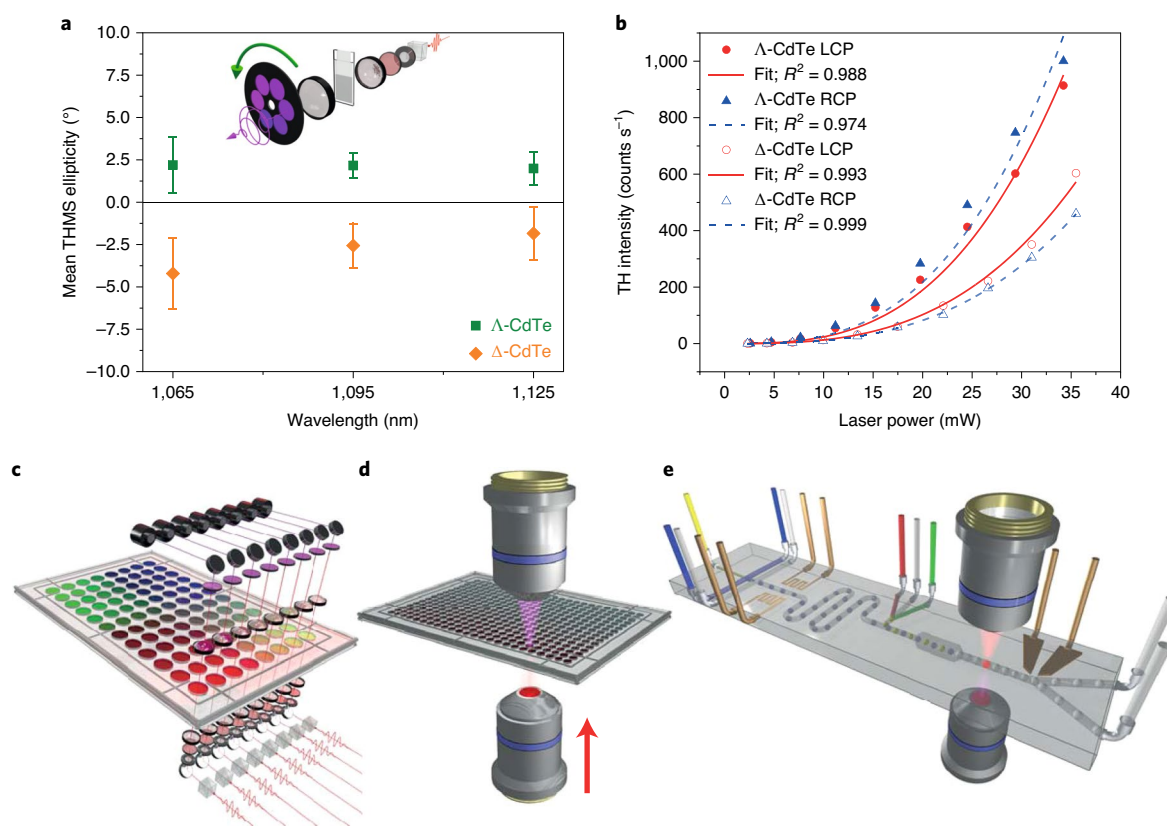 a
10.0
7.5
5.0
2.5
0.0
−2.5
−5.0
−7.5
−10.0
Mean THMS ellipticity (°)
Λ-CdTe
Δ-CdTe
1,065
1,095
1,125
Wavelength (nm)
b
1,000
800
600
400
200
0
TH intensity (counts s⁻¹)
Λ-CdTe LCP
Fit; R² = 0.988
Λ-CdTe RCP
Fit; R² = 0.974
Δ-CdTe LCP
Fit; R² = 0.993
Δ-CdTe RCP
Fit; R² = 0.999
0
5
10
15
20
25
30
35
40
Laser power (mW)
c
d
e